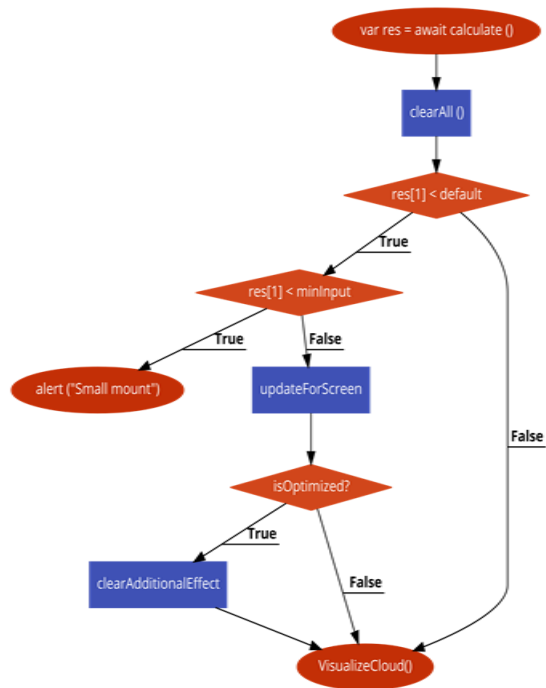 var res = await calculate ()
clearAll ()
res[1] < default
True
res[1] < minInput
True
False
alert ("Small mount")
updateForScreen
False
isOptimized?
True
clearAdditionalEffect
False
VisualizeCloud()